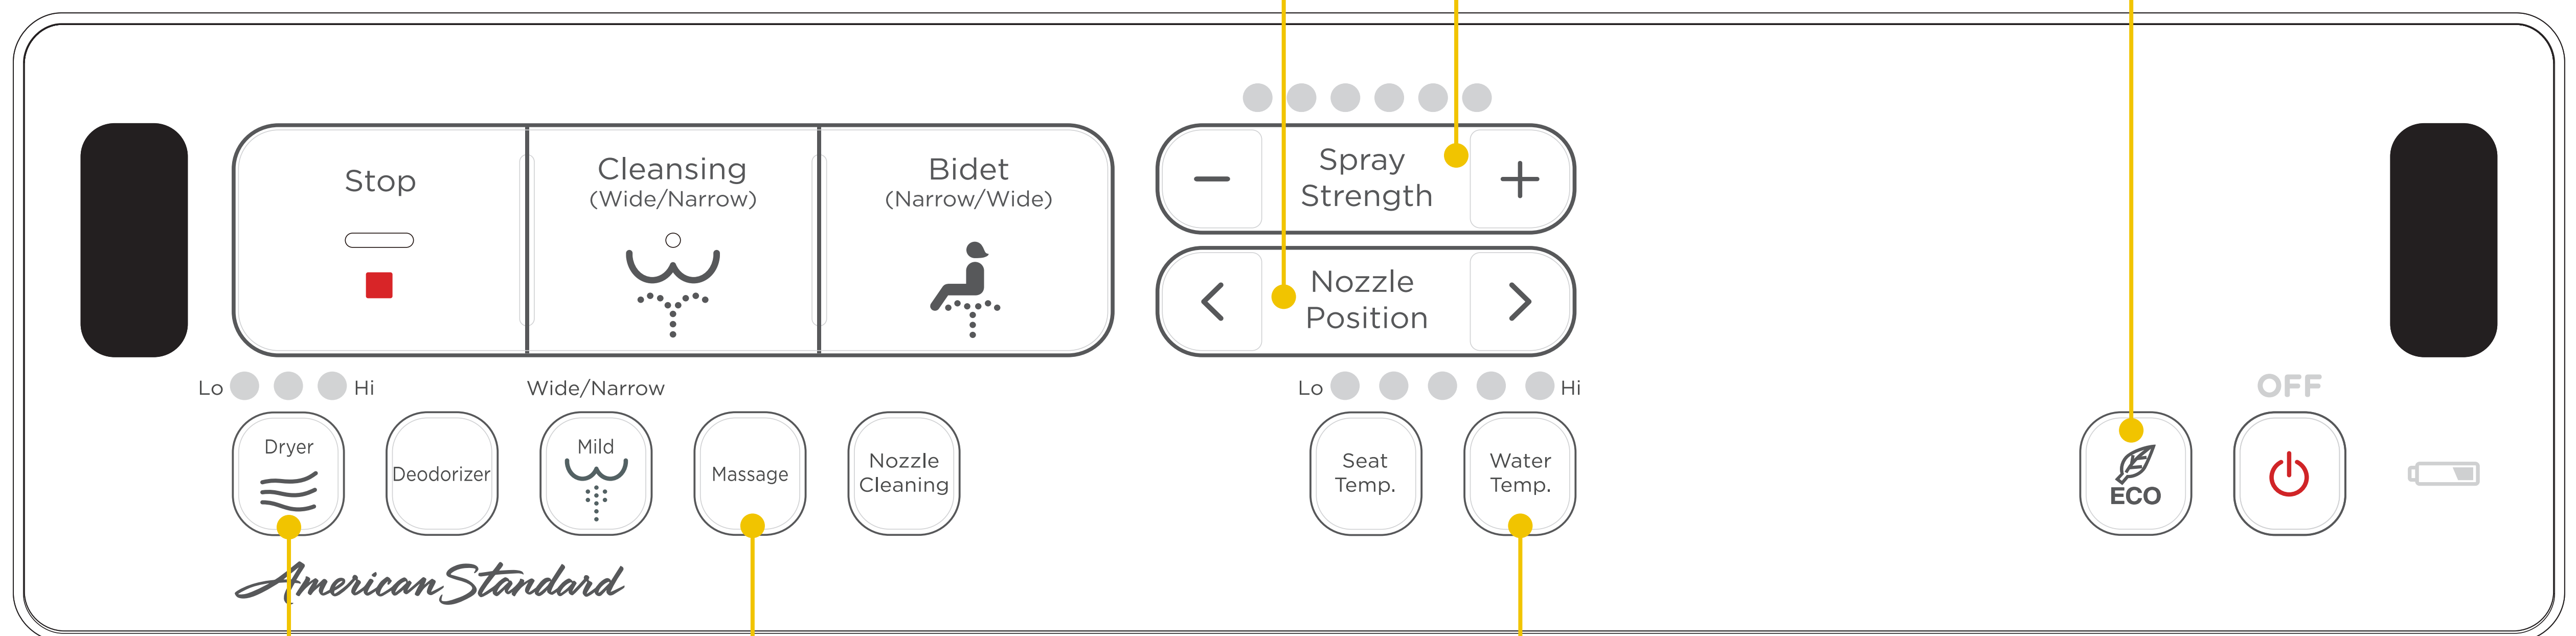 Stop
Cleansing
(Wide/Narrow)
Bidet
(Narrow/Wide)
Spray
Strength
Nozzle
Position
Lo
Hi
Wide/Narrow
Lo
Hi
OFF
Dryer
Deodorizer
Mild
Massage
Nozzle
Cleaning
Seat
Temp.
Water
Temp.
ECO
American Standard